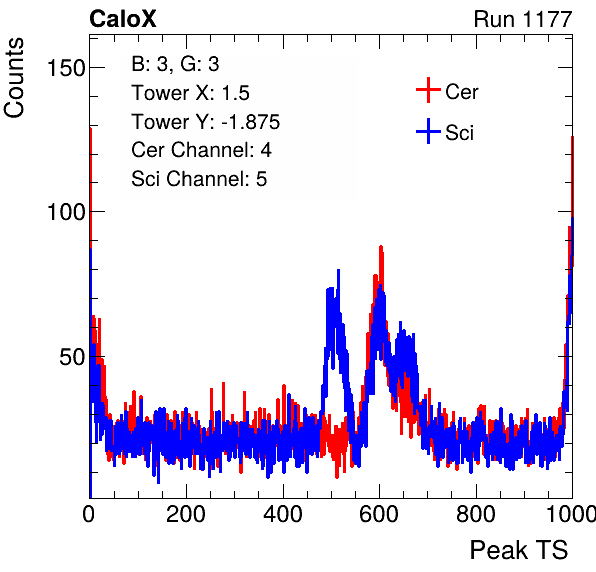 CaloX
Run 1177
Counts
B: 3, G: 3
Tower X: 1.5
Tower Y: -1.875
Cer Channel: 4
Sci Channel: 5
Cer
Sci
150
100
50
0
200
400
600
800
1000
Peak TS